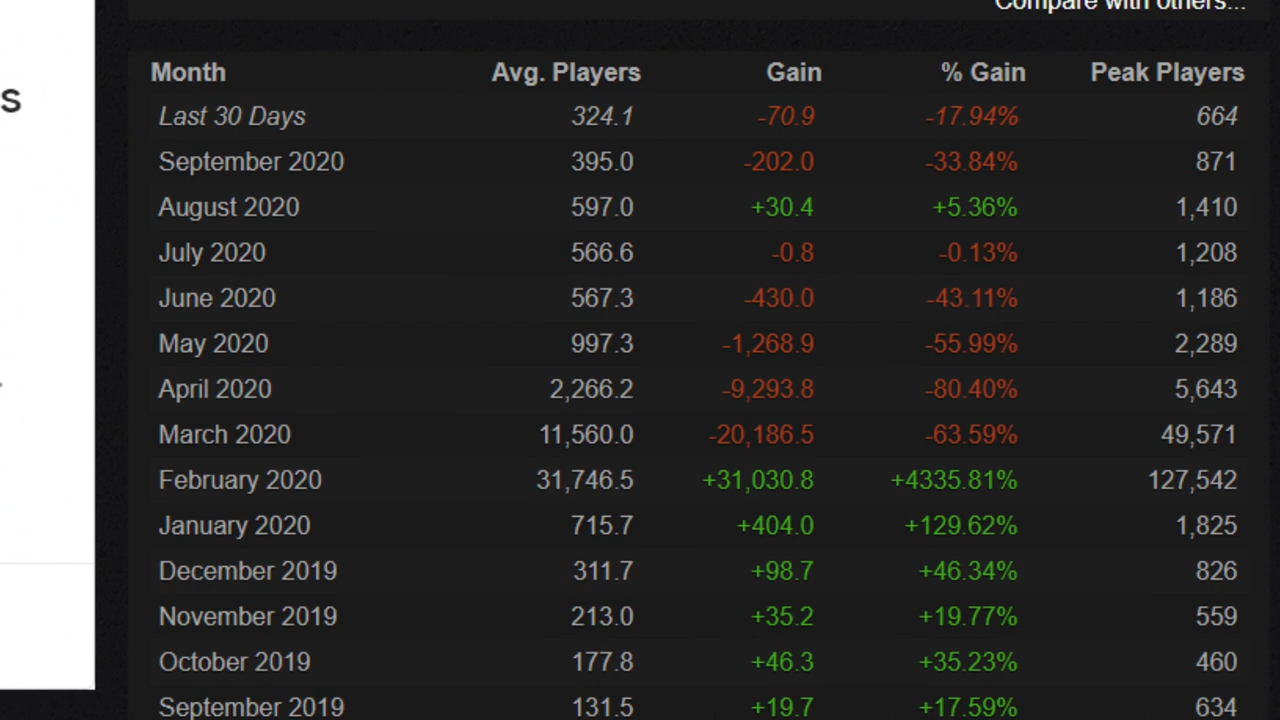 Compare with others...
s
Month Avg. Players Gain % Gain Peak Players
Last 30 Days 324.1 -70.9 -17.94% 664
September 2020 395.0 -202.0 -33.84% 871
August 2020 597.0 +30.4 +5.36% 1,410
July 2020 566.6 -0.8 -0.13% 1,208
June 2020 567.3 -430.0 -43.11% 1,186
May 2020 997.3 -1,268.9 -55.99% 2,289
April 2020 2,266.2 -9,293.8 -80.40% 5,643
March 2020 11,560.0 -20,186.5 -63.59% 49,571
February 2020 31,746.5 +31,030.8 +4335.81% 127,542
January 2020 715.7 +404.0 +129.62% 1,825
December 2019 311.7 +98.7 +46.34% 826
November 2019 213.0 +35.2 +19.77% 559
October 2019 177.8 +46.3 +35.23% 460
September 2019 131.5 +19.7 +17.59% 634